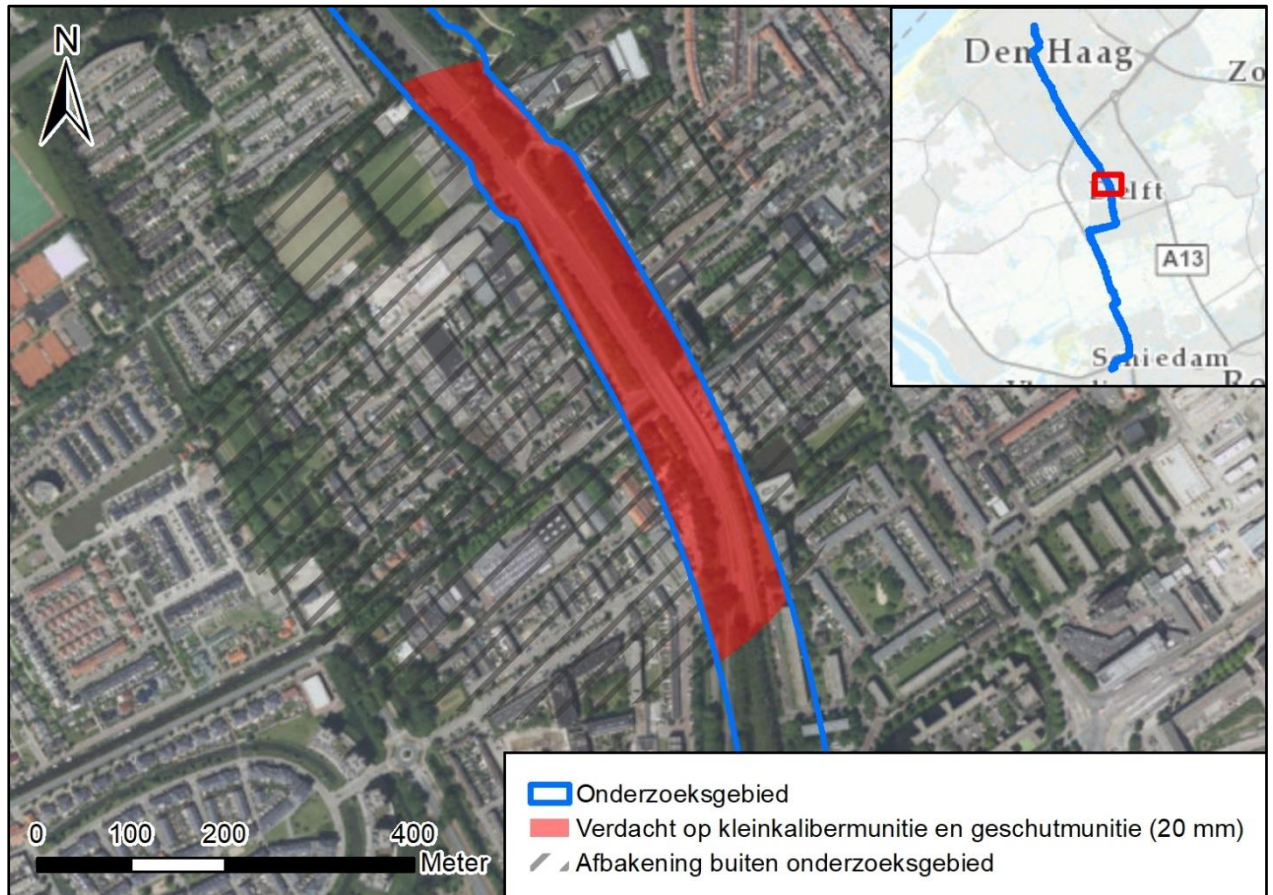 N
Den Haag
Zo
Delft
A13
Schiedam
Ro
0 100 200 400
Meter
Onderzoeksgebied
Verdacht op kleinkalibermunitie en geschutmunitie (20 mm)
Afbakening buiten onderzoeksgebied